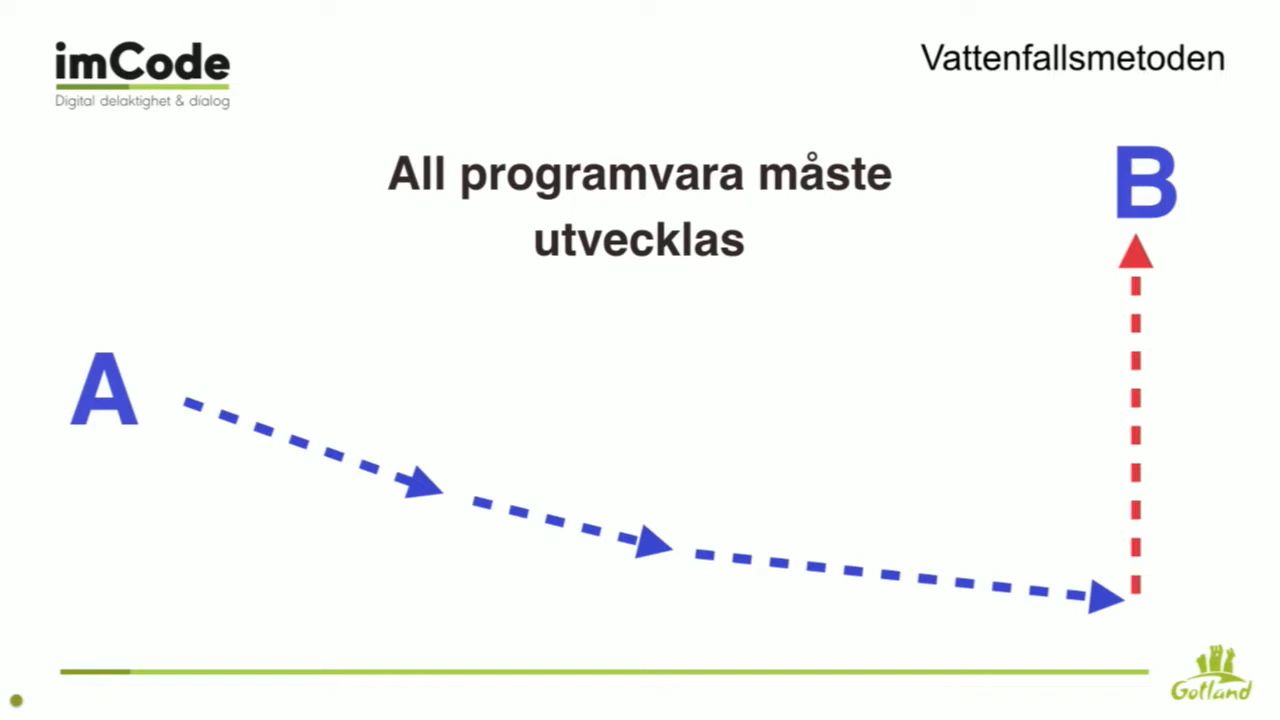 imCode
Digital delaktighet & dialog
Vattenfallsmetoden
All programvara måste
utvecklas
B
A
Gotland